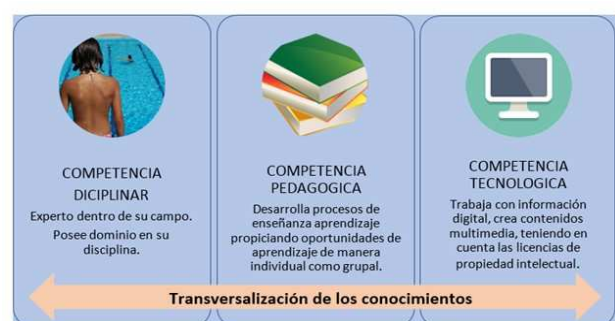 COMPETENCIA
DICIPLINAR
Experto dentro de su campo.
Posee dominio en su
disciplina.
COMPETENCIA
PEDAGOGICA
Desarrolla procesos de
enseñanza aprendizaje
propiciando oportunidades de
aprendizaje de manera
individual como grupal.
COMPETENCIA
TECNOLOGICA
Trabaja con información
digital, crea contenidos
multimedia, teniendo en
cuenta las licencias de
propiedad intelectual.
Transversalización de los conocimientos